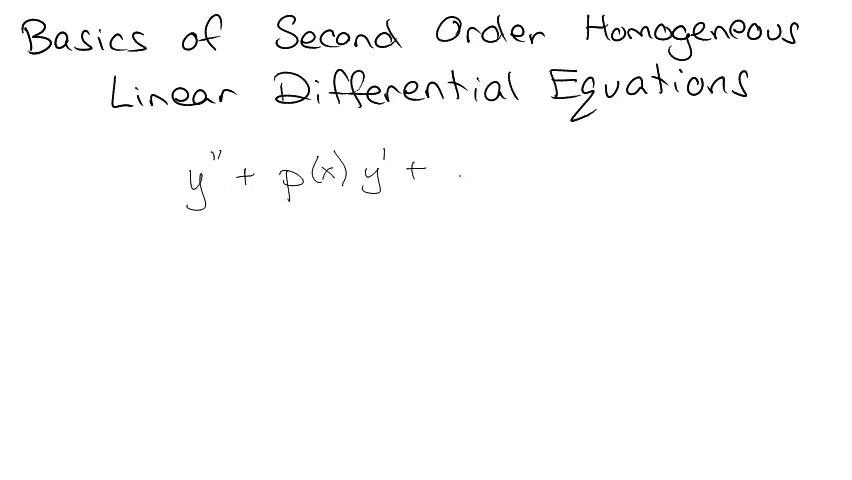 Basics of Second Order Homogeneous
Linear Differential Equations
y'' + p(x) y' +